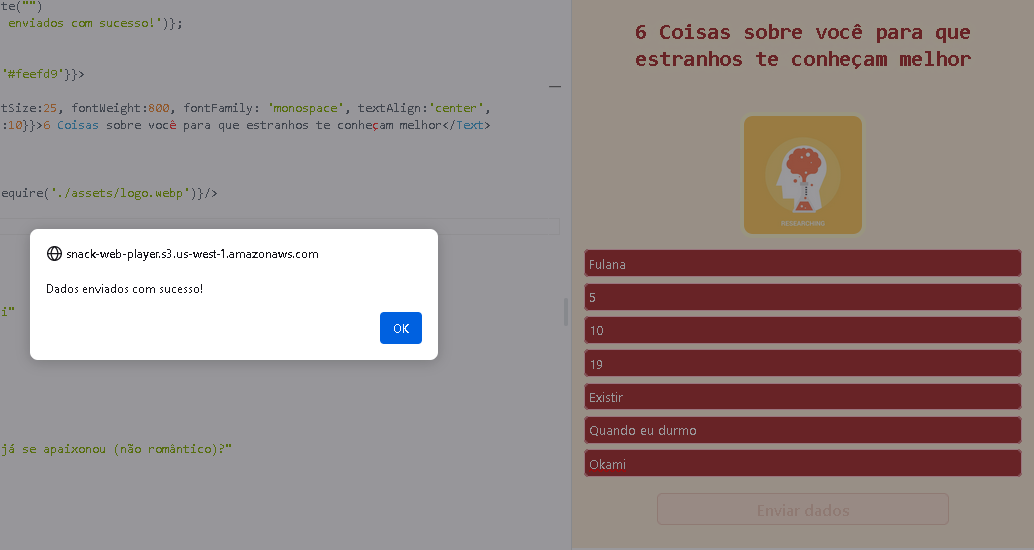 te("")
enviados com sucesso!')};
'#feefd9'}}>
tSize:25, fontWeight:800, fontFamily: 'monospace', textAlign:'center',
:10}}>6 Coisas sobre você para que estranhos te conheçam melhor</Text>
equire('./assets/logo.webp')}/>
i"
já se apaixonou (não romântico)?"
snack-web-player.s3.us-west-1.amazonaws.com
Dados enviados com sucesso!
OK
6 Coisas sobre você para que
estranhos te conheçam melhor
RESEARCHING
Fulana
5
10
19
Existir
Quando eu durmo
Okami
Enviar dados